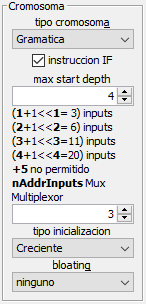 Cromosoma
tipo cromosoma
Gramatica
instruccion IF
max start depth
4
(1+1<<1= 3) inputs
(2+1<<2= 6) inputs
(3+1<<3=11) inputs
(4+1<<4=20) inputs
+5 no permitido
nAddrInputs Mux
Multiplexor
3
tipo inicializacion
Creciente
bloating
ninguno